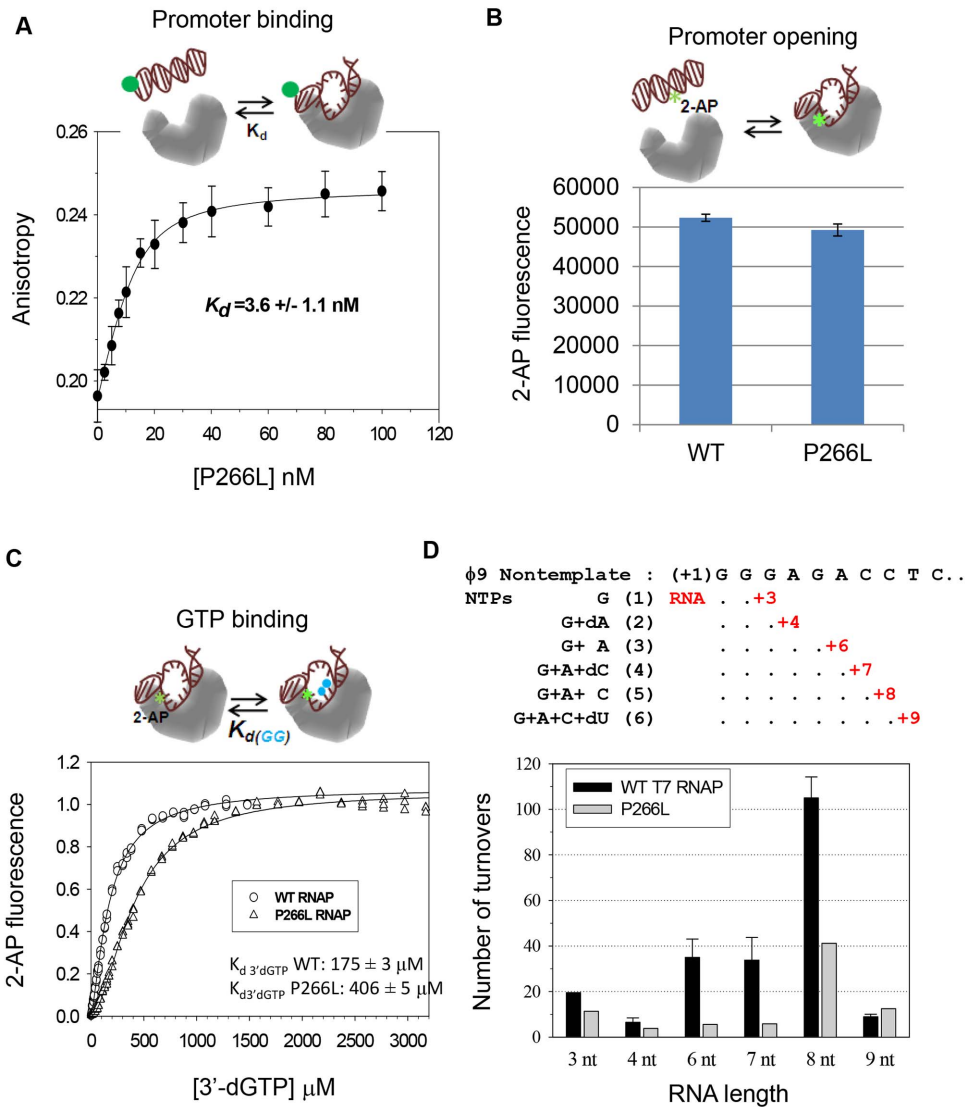 A
Promoter binding
K_d
0.26
0.24
0.22
0.20
Anisotropy
K_d =3.6 +/- 1.1 nM
0 20 40 60 80 100 120
[P266L] nM
B
Promoter opening
2-AP
60000
50000
40000
30000
20000
10000
0
2-AP fluorescence
WT P266L
C
GTP binding
2-AP
K_d(GG)
1.2
1.0
0.8
0.6
0.4
0.2
0.0
2-AP fluorescence
WT RNAP
P266L RNAP
K_d 3'dGTP WT: 175 ± 3 μM
K_d3'dGTP P266L: 406 ± 5 μM
0 500 1000 1500 2000 2500 3000
[3'-dGTP] μM
D
ϕ9 Nontemplate : (+1)G G G A G A C C T C..
NTPs G (1) RNA . .+3
G+dA (2) . . .+4
G+ A (3) . . . . .+6
G+A+dC (4) . . . . . .+7
G+A+ C (5) . . . . . . .+8
G+A+C+dU (6) . . . . . . . .+9
120
100
80
60
40
20
0
Number of turnovers
WT T7 RNAP
P266L
3 nt 4 nt 6 nt 7 nt 8 nt 9 nt
RNA length